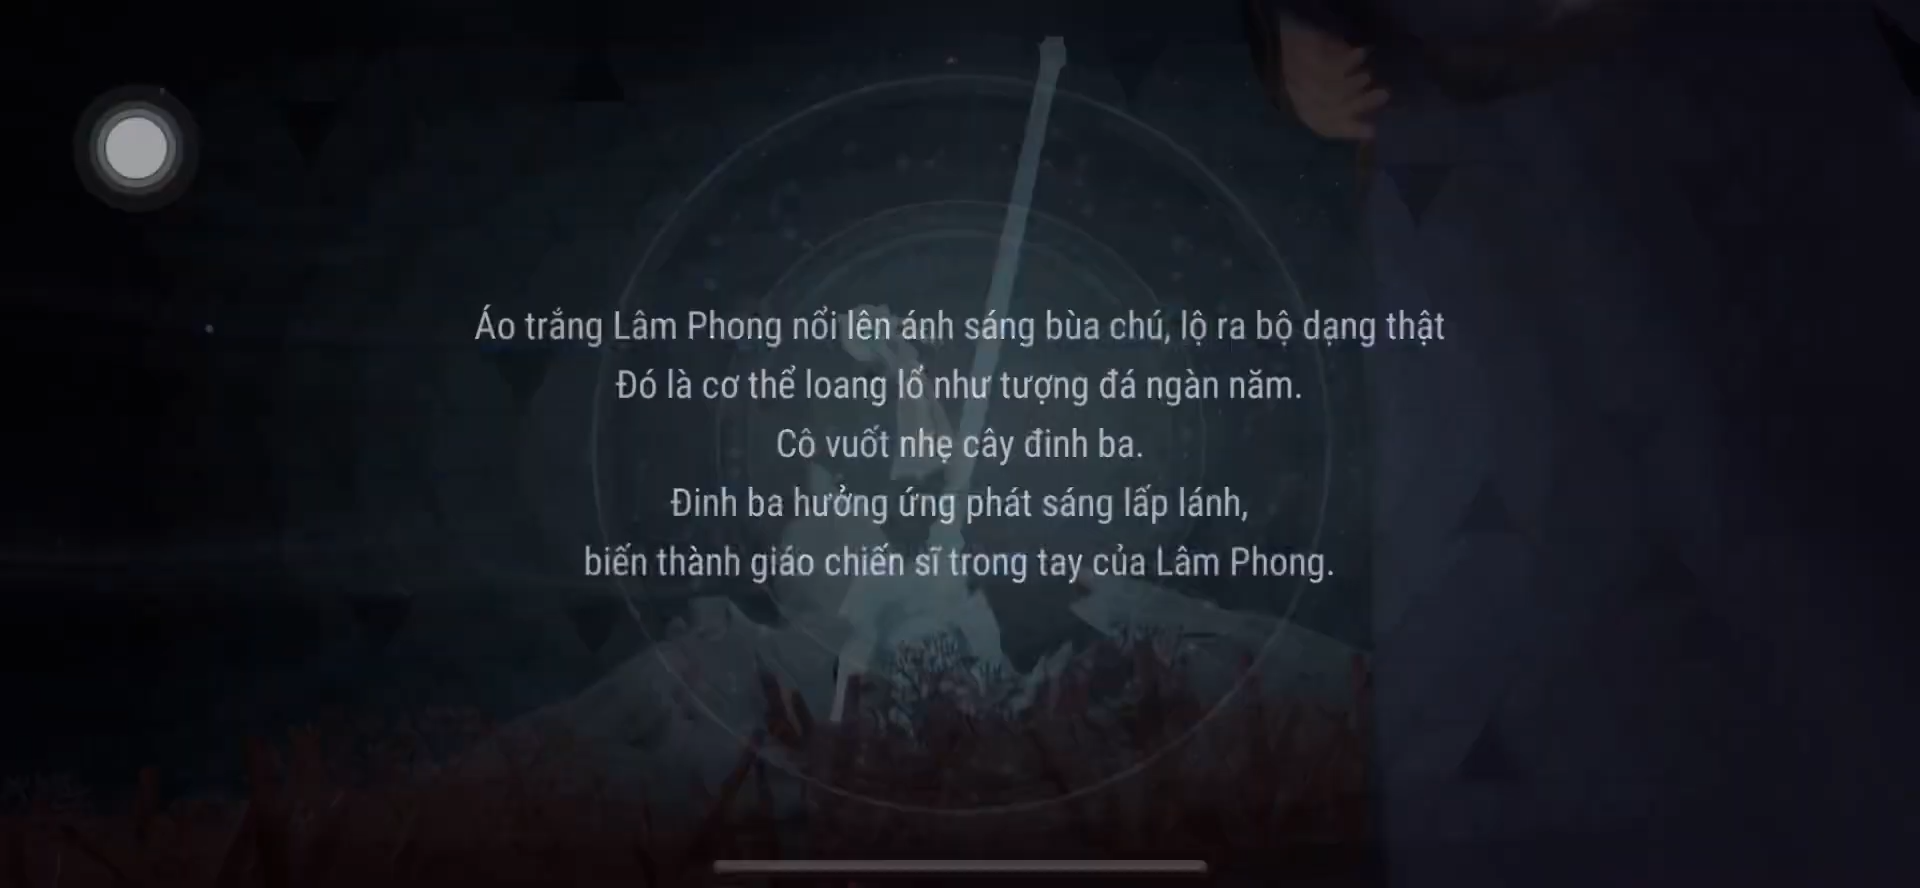 Áo trắng Lâm Phong nổi lên ánh sáng bùa chú, lộ ra bộ dạng thật
Đó là cơ thể loang lổ như tượng đá ngàn năm.
Cô vuốt nhẹ cây đinh ba.
Đinh ba hưởng ứng phát sáng lấp lánh,
biến thành giáo chiến sĩ trong tay của Lâm Phong.